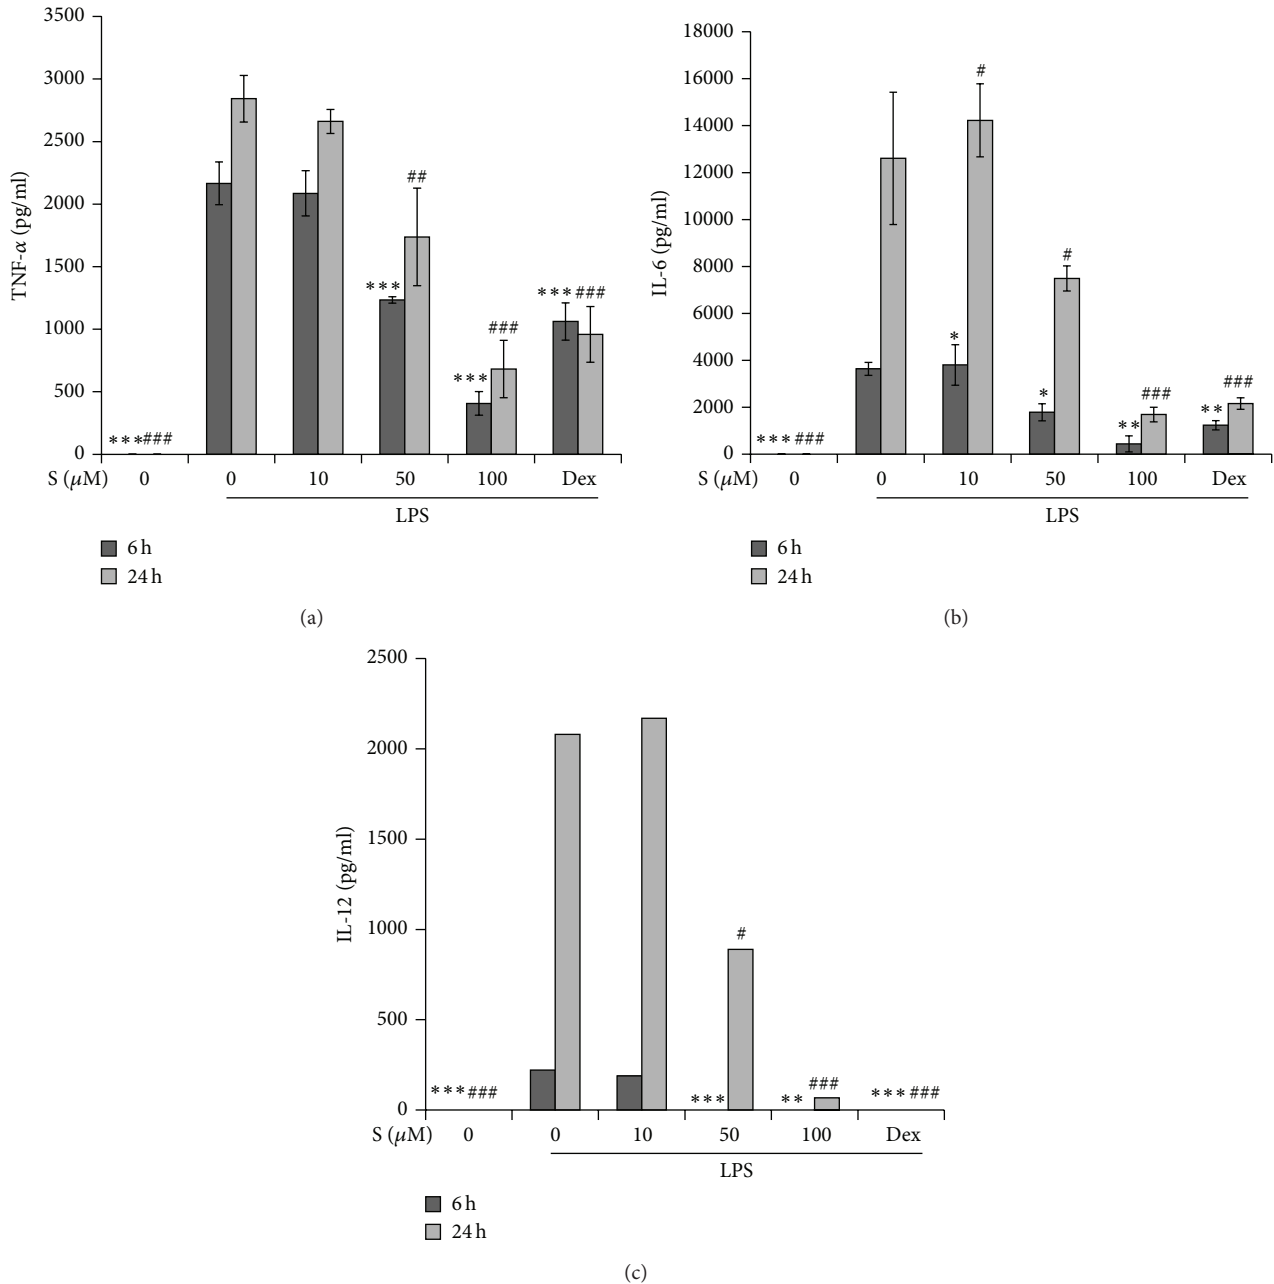 3500
3000
2500
2000
1500
1000
500
0
TNF-α (pg/ml)
***### 
##
***
###
***
***###
S (μM) 0 0 10 50 100 Dex
LPS
6 h
24 h
(a)
18000
16000
14000
12000
10000
8000
6000
4000
2000
0
IL-6 (pg/ml)
#
#
*
*
###
**
###
**
*** ###
S (μM) 0 0 10 50 100 Dex
LPS
6 h
24 h
(b)
2500
2000
1500
1000
500
0
IL-12 (pg/ml)
#
***###
***
**
###
*** ###
S (μM) 0 0 10 50 100 Dex
LPS
6 h
24 h
(c)